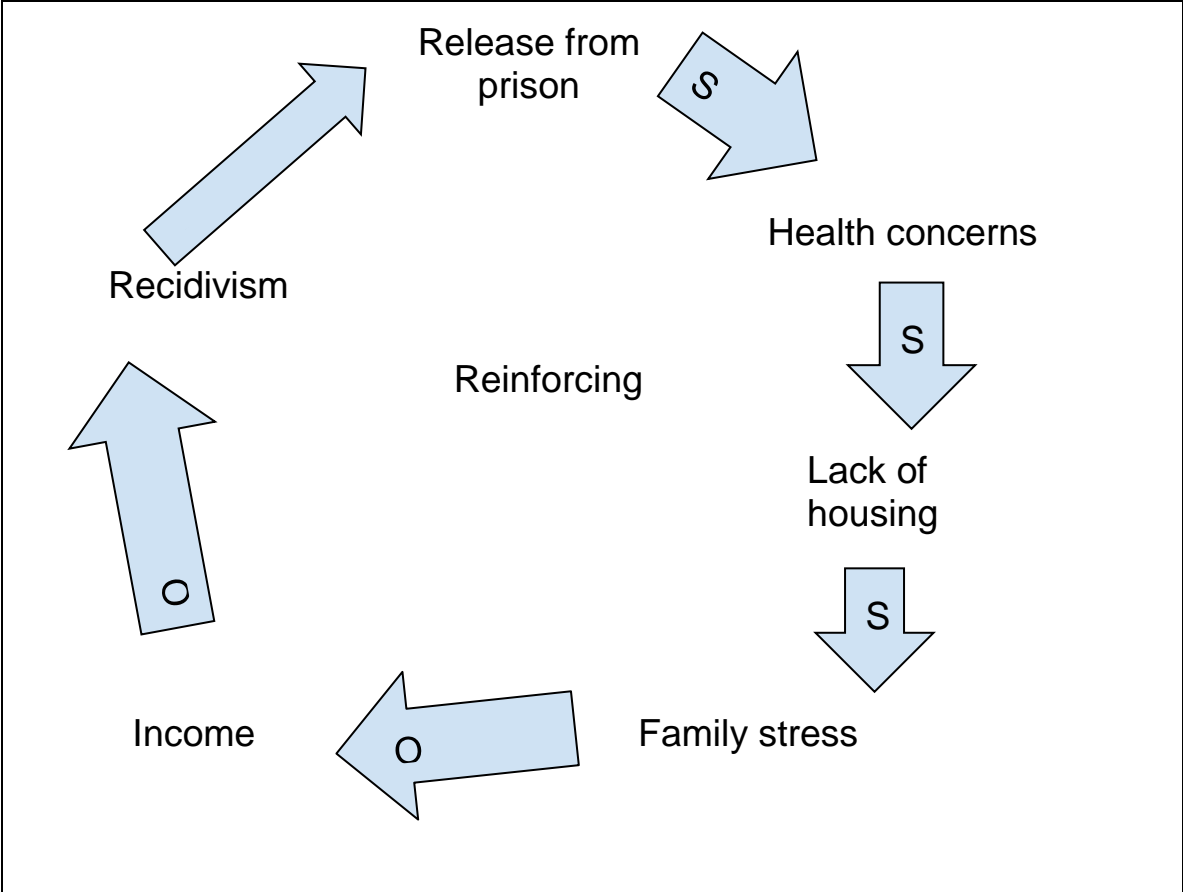 Release from
prison
S
Health concerns
S
Lack of
housing
S
Family stress
O
Income
O
Recidivism
Reinforcing